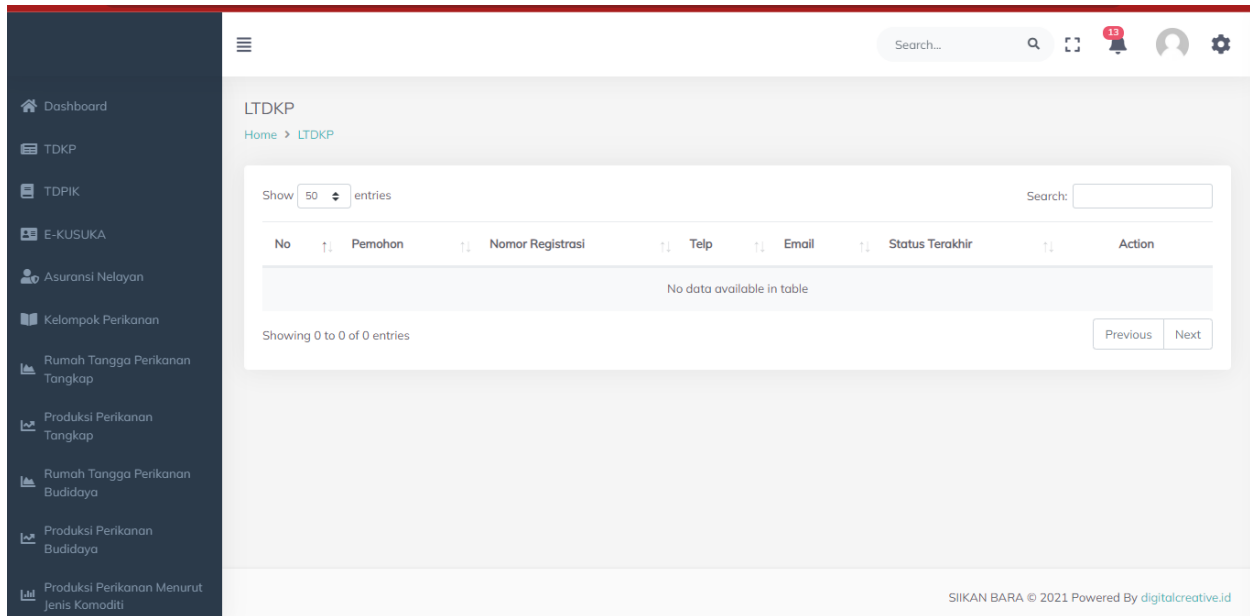 Search...
13
Dashboard
TDKP
TDPIK
E-KUSUKA
Asuransi Nelayan
Kelompok Perikanan
Rumah Tangga Perikanan
Tangkap
Produksi Perikanan
Tangkap
Rumah Tangga Perikanan
Budidaya
Produksi Perikanan
Budidaya
Produksi Perikanan Menurut
Jenis Komoditi
LTDKP
Home > LTDKP
Show 50 entries Search:
No Pemohon Nomor Registrasi Telp Email Status Terakhir Action
No data available in table
Showing 0 to 0 of 0 entries Previous Next
SIIKAN BARA © 2021 Powered By digitalcreative.id